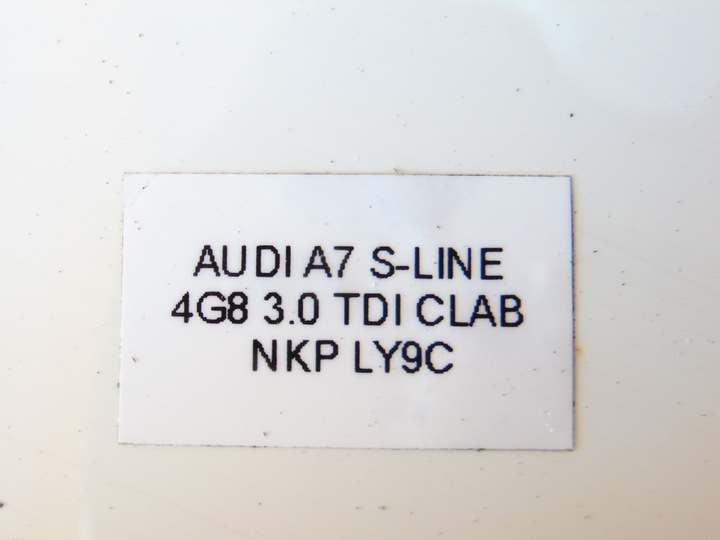 AUDI A7 S-LINE
4G8 3.0 TDI CLAB
NKP LY9C